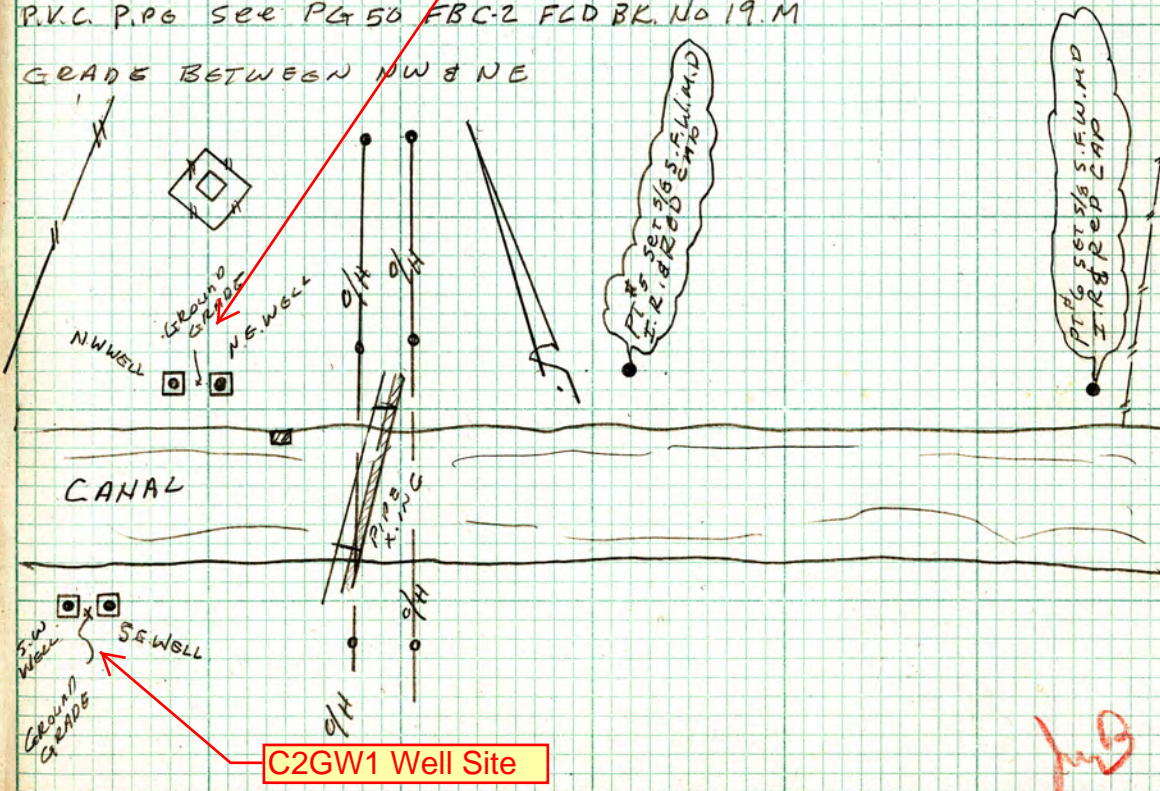 P.V.C. P.PG See PG 50 FBC-2 FLD BK. No 19.M
GRADE BETWEEN NW & NE
PT #5 SET 5/8 S.F.W.M.D
I.R. & RED CAP
PT #6 SET 5/8 S.F.W.M.D
I.R & RED CAP
O/H
O/H
GROUND
GRADE
N.W WELL
N.E. WELL
CANAL
PIPE
X.ING
S.W
WELL
S.E WELL
O/H
GROUND
GRADE
O/H
C2GW1 Well Site